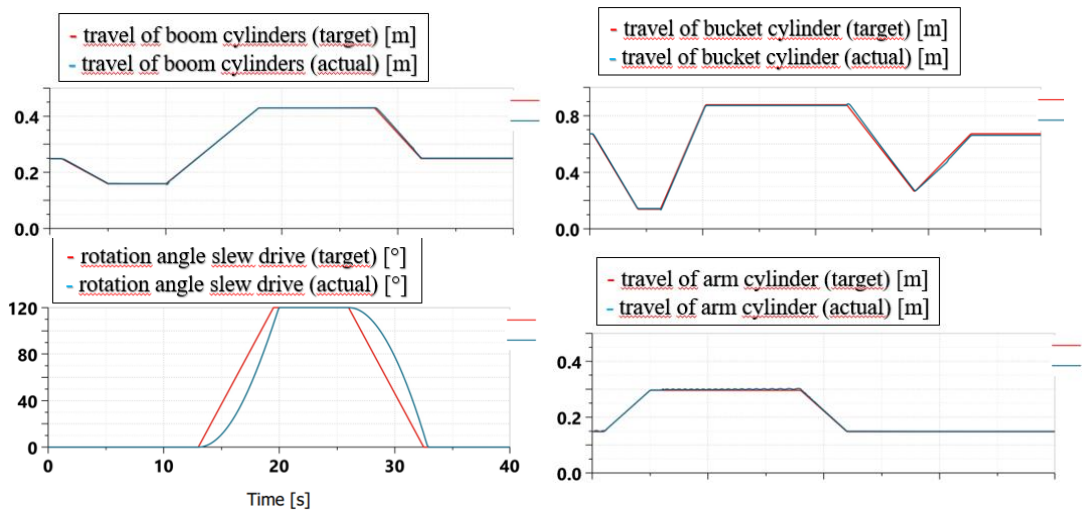 - travel of boom cylinders (target) [m]
- travel of boom cylinders (actual) [m]
0.4
0.2
0.0
- travel of bucket cylinder (target) [m]
- travel of bucket cylinder (actual) [m]
0.8
0.4
0.0
- rotation angle slew drive (target) [°]
- rotation angle slew drive (actual) [°]
120
80
40
0
0 10 20 30 40
Time [s]
- travel of arm cylinder (target) [m]
- travel of arm cylinder (actual) [m]
0.4
0.2
0.0